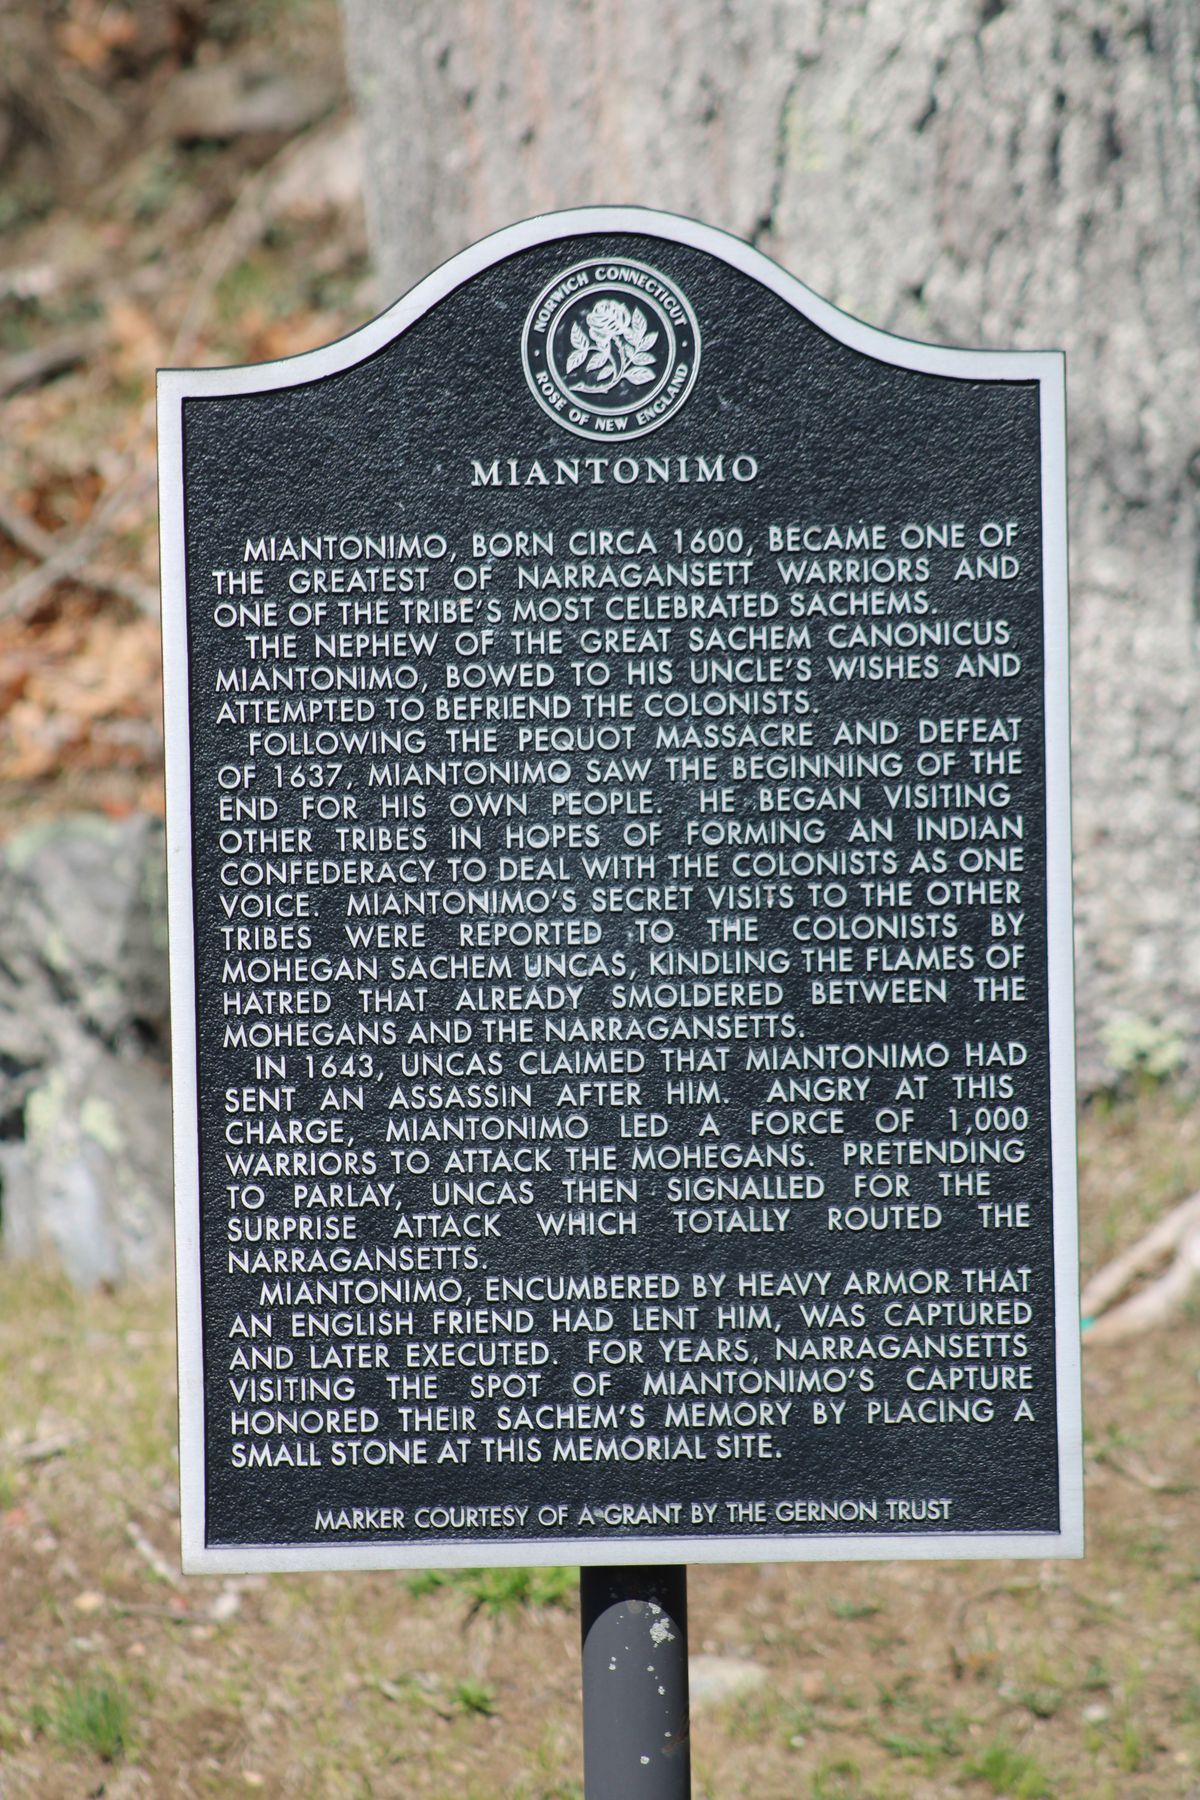 NORWICH CONNECTICUT
ROSE OF NEW ENGLAND
MIANTONIMO
MIANTONIMO, BORN CIRCA 1600, BECAME ONE OF
THE GREATEST OF NARRAGANSETT WARRIORS AND
ONE OF THE TRIBE'S MOST CELEBRATED SACHEMS.
THE NEPHEW OF THE GREAT SACHEM CANONICUS
MIANTONIMO, BOWED TO HIS UNCLE'S WISHES AND
ATTEMPTED TO BEFRIEND THE COLONISTS.
FOLLOWING THE PEQUOT MASSACRE AND DEFEAT
OF 1637, MIANTONIMO SAW THE BEGINNING OF THE
END FOR HIS OWN PEOPLE. HE BEGAN VISITING
OTHER TRIBES IN HOPES OF FORMING AN INDIAN
CONFEDERACY TO DEAL WITH THE COLONISTS AS ONE
VOICE. MIANTONIMO'S SECRET VISITS TO THE OTHER
TRIBES WERE REPORTED TO THE COLONISTS BY
MOHEGAN SACHEM UNCAS, KINDLING THE FLAMES OF
HATRED THAT ALREADY SMOLDERED BETWEEN THE
MOHEGANS AND THE NARRAGANSETTS.
IN 1643, UNCAS CLAIMED THAT MIANTONIMO HAD
SENT AN ASSASSIN AFTER HIM. ANGRY AT THIS
CHARGE, MIANTONIMO LED A FORCE OF 1,000
WARRIORS TO ATTACK THE MOHEGANS. PRETENDING
TO PARLAY, UNCAS THEN SIGNALLED FOR THE
SURPRISE ATTACK WHICH TOTALLY ROUTED THE
NARRAGANSETTS.
MIANTONIMO, ENCUMBERED BY HEAVY ARMOR THAT
AN ENGLISH FRIEND HAD LENT HIM, WAS CAPTURED
AND LATER EXECUTED. FOR YEARS, NARRAGANSETTS
VISITING THE SPOT OF MIANTONIMO'S CAPTURE
HONORED THEIR SACHEM'S MEMORY BY PLACING A
SMALL STONE AT THIS MEMORIAL SITE.
MARKER COURTESY OF A GRANT BY THE GERNON TRUST